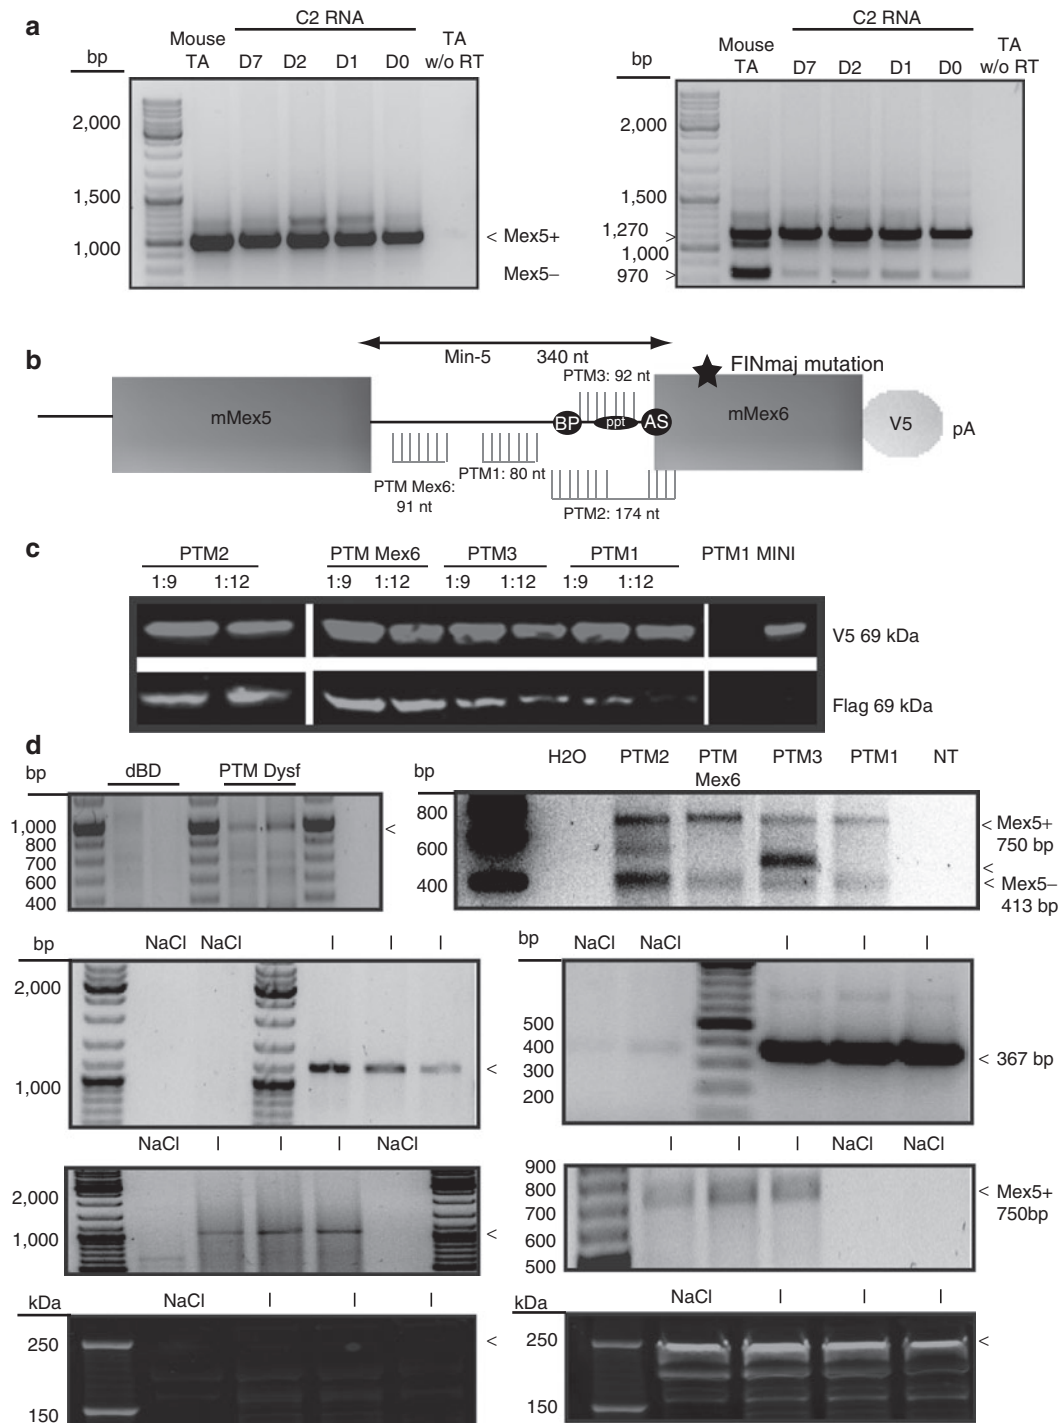 a
C2 RNA
bp
Mouse TA
D7
D2
D1
D0
TA w/o RT
2,000
1,500
1,000
< Mex5+
Mex5–
C2 RNA
bp
Mouse TA
D7
D2
D1
D0
TA w/o RT
2,000
1,500
1,270 >
1,000
970 >
b
Min-5 340 nt
PTM3: 92 nt
FINmaj mutation
mMex5
BP
ppt
AS
mMex6
V5
pA
PTM Mex6: 91 nt
PTM1: 80 nt
PTM2: 174 nt
c
PTM2
PTM Mex6
PTM3
PTM1
PTM1 MINI
1:9 1:12
1:9 1:12
1:9 1:12
1:9 1:12
V5 69 kDa
Flag 69 kDa
d
bp
dBD
PTM Dysf
1,000
<
800
700
600
400
bp
H2O
PTM2
PTM Mex6
PTM3
PTM1
NT
800
600
400
< Mex5+
750 bp
<
< Mex5–
413 bp
bp
NaCl
NaCl
I
I
I
2,000
1,000
<
bp
NaCl
NaCl
I
I
I
500
400
300
200
< 367 bp
NaCl
I
I
I
NaCl
2,000
1,000
<
I
I
I
NaCl
NaCl
900
800
700
600
500
< Mex5+
750bp
kDa
NaCl
I
I
I
250
<
150
kDa
NaCl
I
I
I
250
<
150